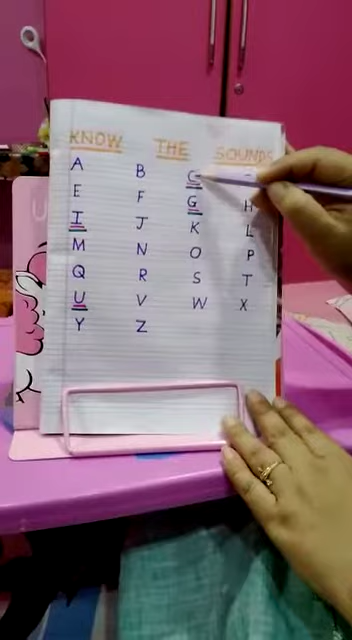 KNOW THE SOUNDS
A B C
E F G H
I J K L
M N O P
Q R S T
U V W X
Y Z